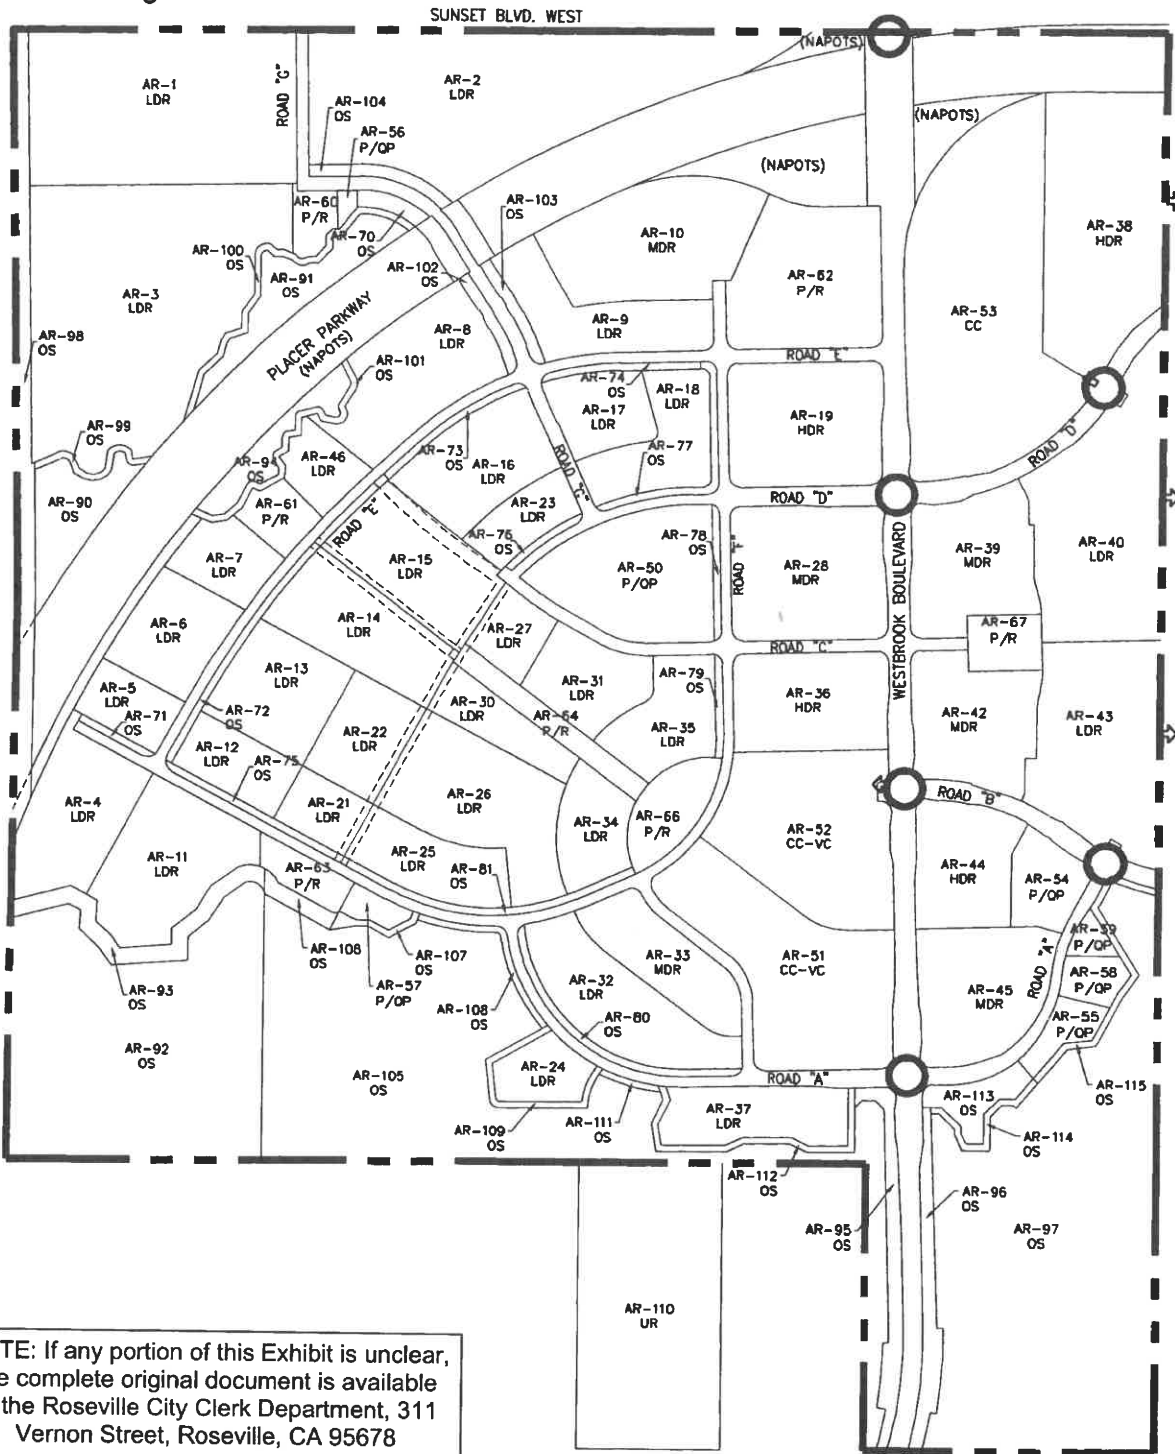 SUNSET BLVD. WEST
(NAPOTS)
AR-1
LDR
ROAD "G"
AR-2
LDR
AR-104
OS
AR-56
P/QP
(NAPOTS)
(NAPOTS)
AR-60
P/R
AR-103
OS
AR-70
OS
AR-10
MDR
AR-38
HDR
AR-100
OS
AR-91
OS
AR-102
OS
AR-62
P/R
AR-3
LDR
AR-53
CC
PLACER PARKWAY
(NAPOTS)
AR-8
LDR
AR-9
LDR
AR-98
OS
AR-101
OS
ROAD "E"
AR-74
OS
AR-18
LDR
AR-17
LDR
AR-19
HDR
AR-99
OS
AR-73
OS
AR-77
OS
ROAD "D"
AR-94
OS
AR-46
LDR
AR-16
LDR
ROAD "G"
AR-90
OS
AR-61
P/R
AR-23
LDR
ROAD "D"
ROAD "E"
AR-76
OS
AR-78
OS
ROAD "F"
AR-39
MDR
AR-40
LDR
AR-7
LDR
AR-15
LDR
AR-50
P/QP
AR-28
MDR
WESTBROOK BOULEVARD
AR-6
LDR
AR-14
LDR
AR-27
LDR
AR-67
P/R
ROAD "C"
AR-13
LDR
AR-79
OS
AR-5
LDR
AR-71
OS
AR-72
OS
AR-30
LDR
AR-31
LDR
AR-64
P/R
AR-36
HDR
AR-42
MDR
AR-43
LDR
AR-35
LDR
AR-22
LDR
AR-12
LDR
AR-75
OS
AR-4
LDR
AR-21
LDR
AR-26
LDR
AR-34
LDR
AR-66
P/R
ROAD "B"
AR-52
CC-VC
AR-11
LDR
AR-63
P/R
AR-25
LDR
AR-81
OS
AR-44
HDR
AR-54
P/QP
AR-108
OS
AR-107
OS
AR-57
P/QP
AR-33
MDR
AR-51
CC-VC
ROAD "A"
AR-59
P/QP
AR-58
P/QP
AR-93
OS
AR-32
LDR
AR-45
MDR
AR-108
OS
AR-80
OS
AR-55
P/QP
AR-92
OS
AR-105
OS
AR-24
LDR
ROAD "A"
AR-115
OS
AR-109
OS
AR-111
OS
AR-37
LDR
AR-113
OS
AR-114
OS
AR-112
OS
AR-96
OS
AR-95
OS
AR-97
OS
AR-110
UR
TE: If any portion of this Exhibit is unclear,
e complete original document is available
the Roseville City Clerk Department, 311
Vernon Street, Roseville, CA 95678